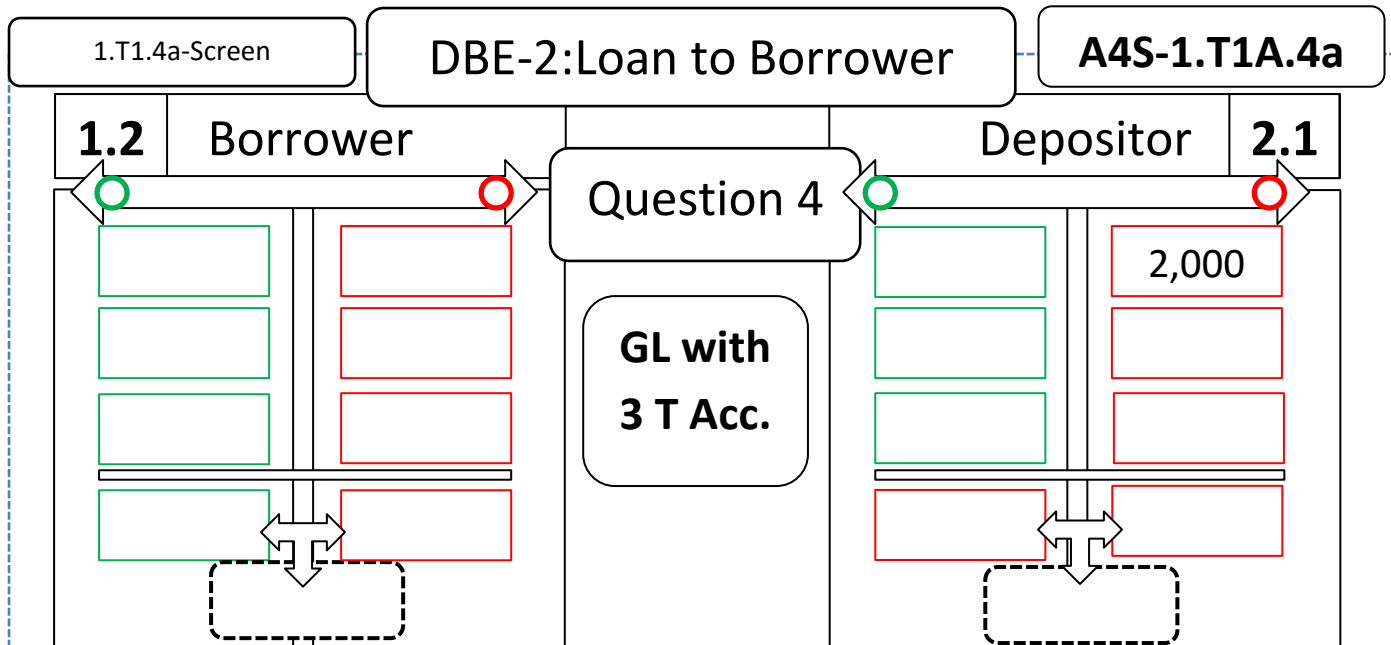 1.T1.4a-Screen
DBE-2:Loan to Borrower
A4S-1.T1A.4a
1.2
Borrower
Depositor
2.1
Question 4
2,000
GL with
3 T Acc.